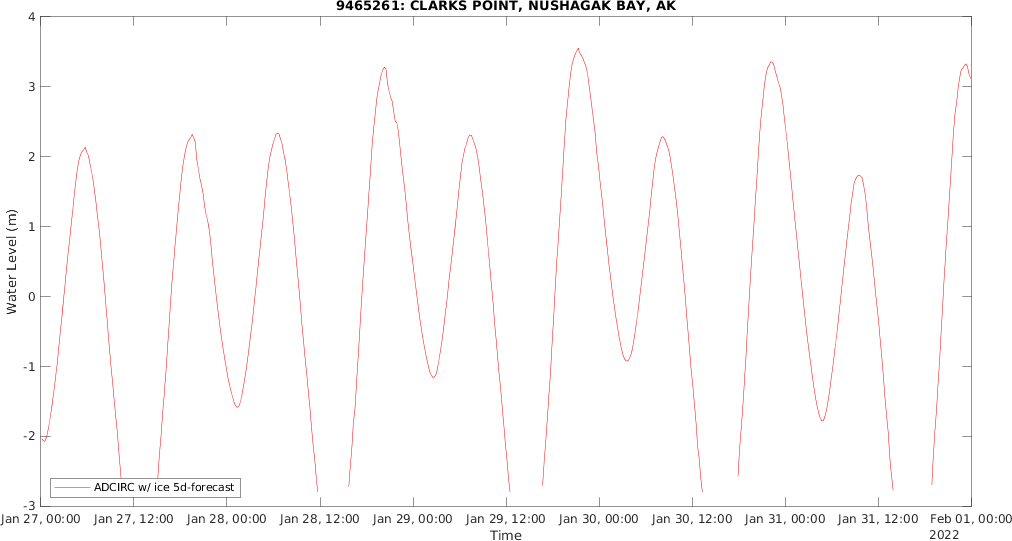 9465261: CLARKS POINT, NUSHAGAK BAY, AK
4
3
2
1
0
-1
-2
-3
Water Level (m)
ADCIRC w/ ice 5d-forecast
Jan 27, 00:00 Jan 27, 12:00 Jan 28, 00:00 Jan 28, 12:00 Jan 29, 00:00 Jan 29, 12:00 Jan 30, 00:00 Jan 30, 12:00 Jan 31, 00:00 Jan 31, 12:00 Feb 01, 00:00
Time
2022